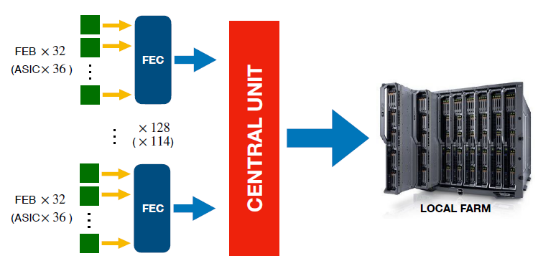 FEB × 32
(ASIC × 36)
FEC
× 128
(× 114)
FEB × 32
(ASIC × 36)
FEC
CENTRAL UNIT
LOCAL FARM